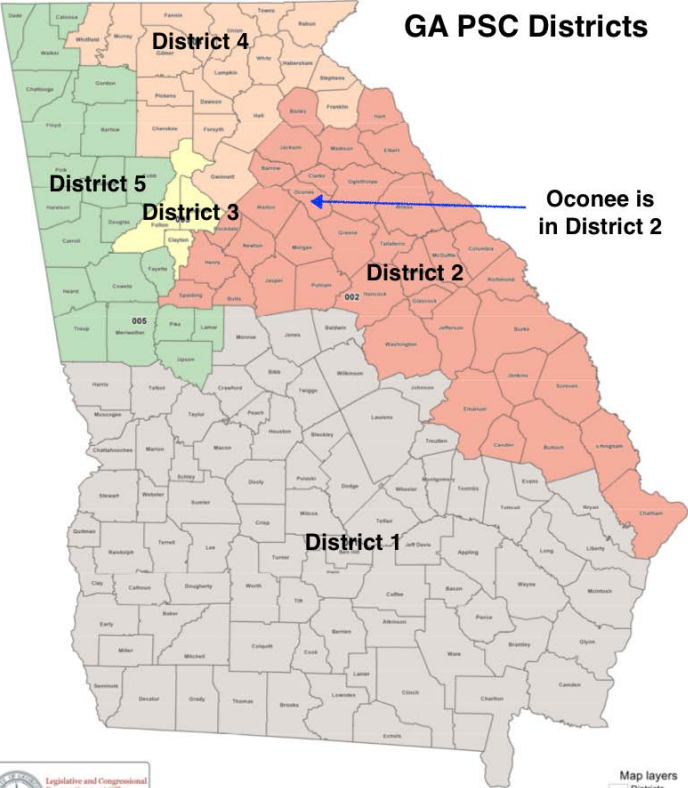 GA PSC Districts
Dade
Catoosa
Fannin
Towns
Union
Rabun
Whitfield
Murray
District 4
Gilmer
White
Habersham
Walker
Lumpkin
Stephens
Chattooga
Gordon
Pickens
Dawson
Franklin
Hall
Banks
Hart
Floyd
Bartow
Cherokee
Forsyth
Jackson
Madison
Elbert
Barrow
Clarke
Gwinnett
Oglethorpe
Polk
Cobb
District 5
Oconee
Oconee is
in District 2
Haralson
Walton
Wilkes
Douglas
District 3
Fulton
Rockdale
Greene
Carroll
Clayton
Newton
Morgan
Taliaferro
McDuffie
Columbia
Fayette
Henry
District 2
Richmond
Heard
Coweta
Jasper
Putnam
Hancock
Glascock
Spalding
Butts
002
005
Troup
Meriwether
Pike
Lamar
Monroe
Jones
Baldwin
Jefferson
Burke
Washington
Upson
Bibb
Wilkinson
Jenkins
Screven
Harris
Talbot
Crawford
Twiggs
Johnson
Emanuel
Muscogee
Taylor
Peach
Laurens
Houston
Bleckley
Treutlen
Candler
Bulloch
Effingham
Chattahoochee
Marion
Macon
Schley
Dooly
Pulaski
Dodge
Wheeler
Montgomery
Toombs
Evans
Stewart
Webster
Sumter
Tattnall
Bryan
Chatham
Crisp
Wilcox
Telfair
Quitman
Randolph
Terrell
Lee
District 1
Turner
Ben Hill
Jeff Davis
Appling
Long
Liberty
Clay
Calhoun
Dougherty
Worth
Irwin
Tift
Coffee
Bacon
Wayne
McIntosh
Early
Baker
Atkinson
Pierce
Berrien
Miller
Mitchell
Colquitt
Cook
Ware
Brantley
Glynn
Lanier
Seminole
Decatur
Grady
Thomas
Brooks
Lowndes
Clinch
Charlton
Camden
Echols
Legislative and Congressional
Map layers
Districts